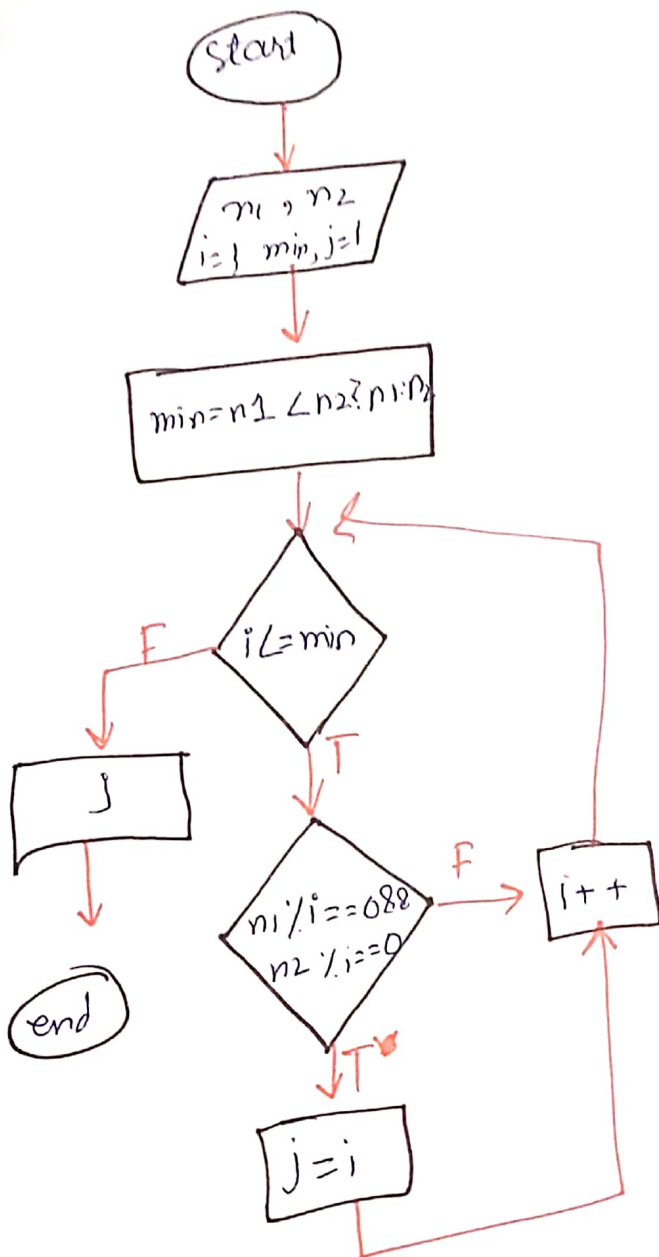 start
n1, n2
i=1 min, j=1
min=n1<n2?n1:n2
i<=min
F
T
j
n1%i==0&&
n2%i==0
F
i++
end
T
j=i